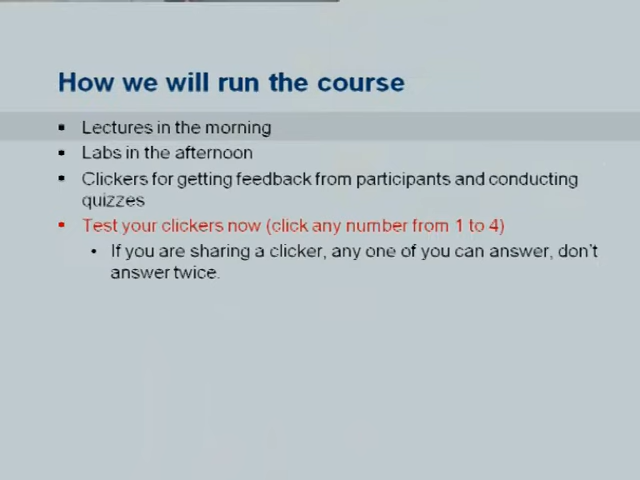 How we will run the course
▪ Lectures in the morning
▪ Labs in the afternoon
▪ Clickers for getting feedback from participants and conducting
quizzes
▪ Test your clickers now (click any number from 1 to 4)
• If you are sharing a clicker, any one of you can answer, don't
answer twice.